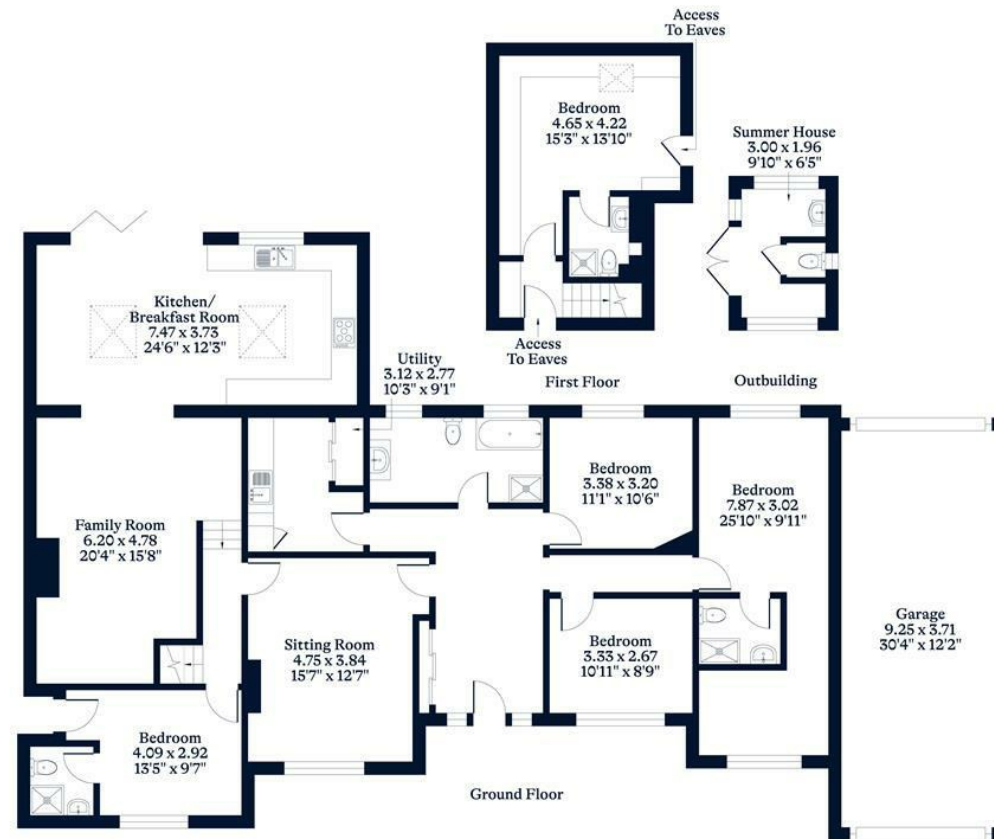 Access
To Eaves
Bedroom
4.65 x 4.22
15'3" x 13'10"
Summer House
3.00 x 1.96
9'10" x 6'5"
Kitchen/
Breakfast Room
7.47 x 3.73
24'6" x 12'3"
Access
To Eaves
Utility
3.12 x 2.77
10'3" x 9'1"
First Floor
Outbuilding
Bedroom
3.38 x 3.20
11'1" x 10'6"
Bedroom
7.87 x 3.02
25'10" x 9'11"
Family Room
6.20 x 4.78
20'4" x 15'8"
Sitting Room
4.75 x 3.84
15'7" x 12'7"
Bedroom
3.33 x 2.67
10'11" x 8'9"
Garage
9.25 x 3.71
30'4" x 12'2"
Bedroom
4.09 x 2.92
13'5" x 9'7"
Ground Floor